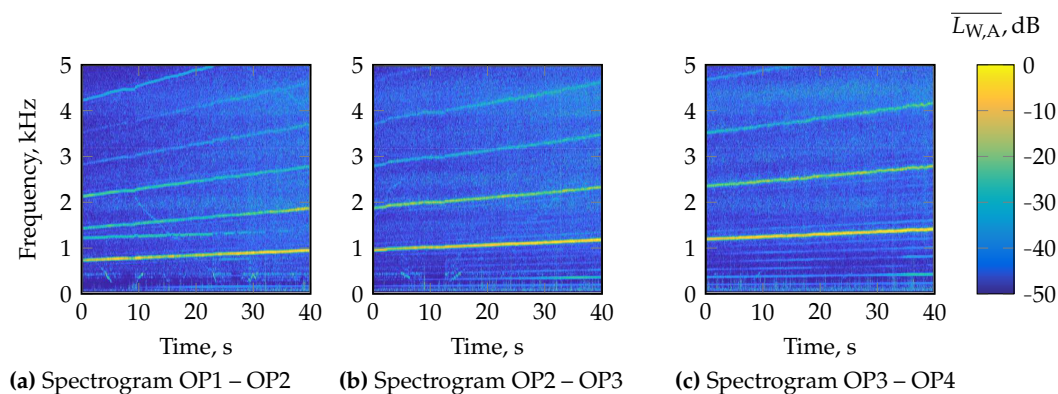 L_W,A, dB
5
4
3
2
1
0
Frequency, kHz
0 10 20 30 40
Time, s
(a) Spectrogram OP1 – OP2
5
4
3
2
1
0
0 10 20 30 40
Time, s
(b) Spectrogram OP2 – OP3
5
4
3
2
1
0
0 10 20 30 40
Time, s
(c) Spectrogram OP3 – OP4
0
−10
−20
−30
−40
−50